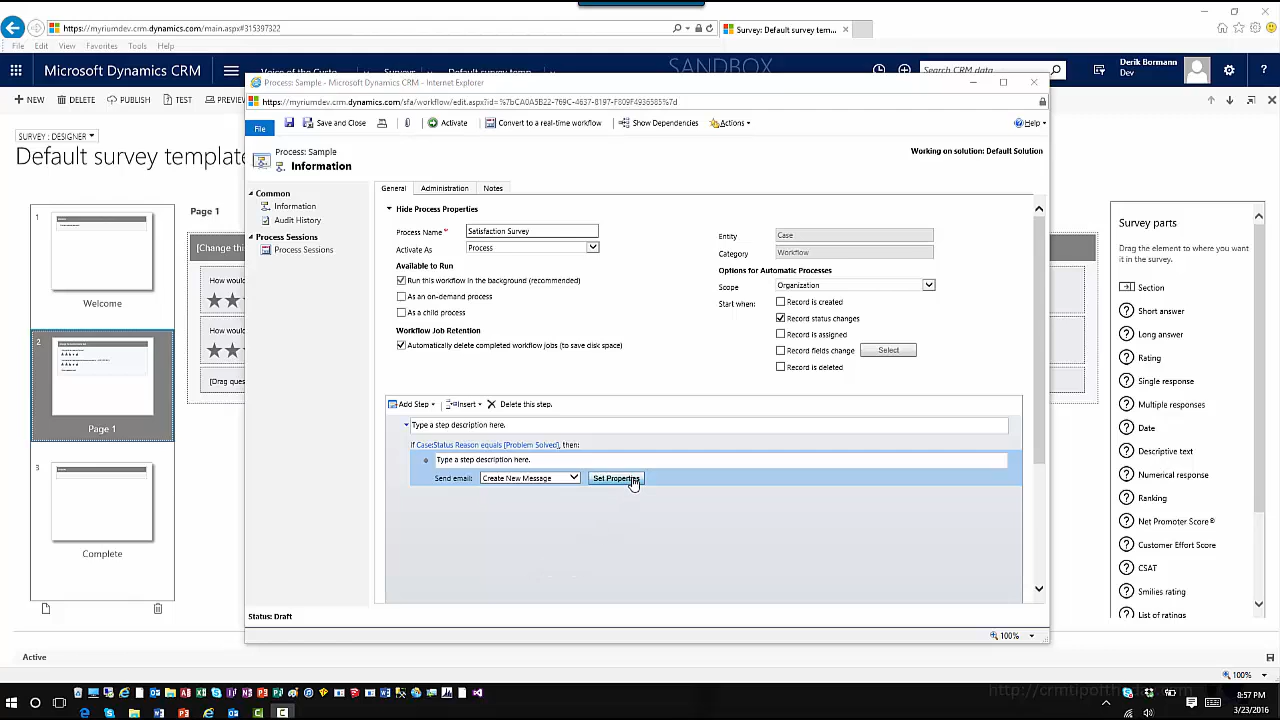 https://myriumdev.crm.dynamics.com/main.aspx#315397322
Survey: Default survey tem...
File Edit View Favorites Tools Help
Microsoft Dynamics CRM
SANDBOX
Search CRM data
Derik Bormann
Dev
NEW
DELETE
PUBLISH
TEST
SURVEY : DESIGNER
Default survey template
1
Welcome
2
Page 1
3
Complete
Page 1
[Change thi
How would
How would
[Drag ques
Process: Sample - Microsoft Dynamics CRM - Internet Explorer
File
Save and Close
Activate
Convert to a real-time workflow
Show Dependencies
Actions
Help
Process: Sample
Information
Working on solution: Default Solution
Common
Information
Audit History
Process Sessions
Process Sessions
General
Administration
Notes
Hide Process Properties
Process Name *
Satisfaction Survey
Activate As
Process
Available to Run
Run this workflow in the background (recommended)
As an on-demand process
As a child process
Workflow Job Retention
Automatically delete completed workflow jobs (to save disk space)
Entity
Case
Category
Workflow
Options for Automatic Processes
Scope
Organization
Start when:
Record is created
Record status changes
Record is assigned
Record fields change
Select
Record is deleted
Add Step
Insert
Delete this step.
Type a step description here.
If Case:Status Reason equals [Problem Solved], then:
Type a step description here.
Send email:
Create New Message
Set Properties
Status: Draft
100%
Survey parts
Drag the element to where you want
it in the survey.
Section
Short answer
Long answer
Rating
Single response
Multiple responses
Date
Descriptive text
Numerical response
Ranking
Net Promoter Score®
Customer Effort Score
CSAT
Smilies rating
List of ratings
Active
100%
8:57 PM
3/23/2016